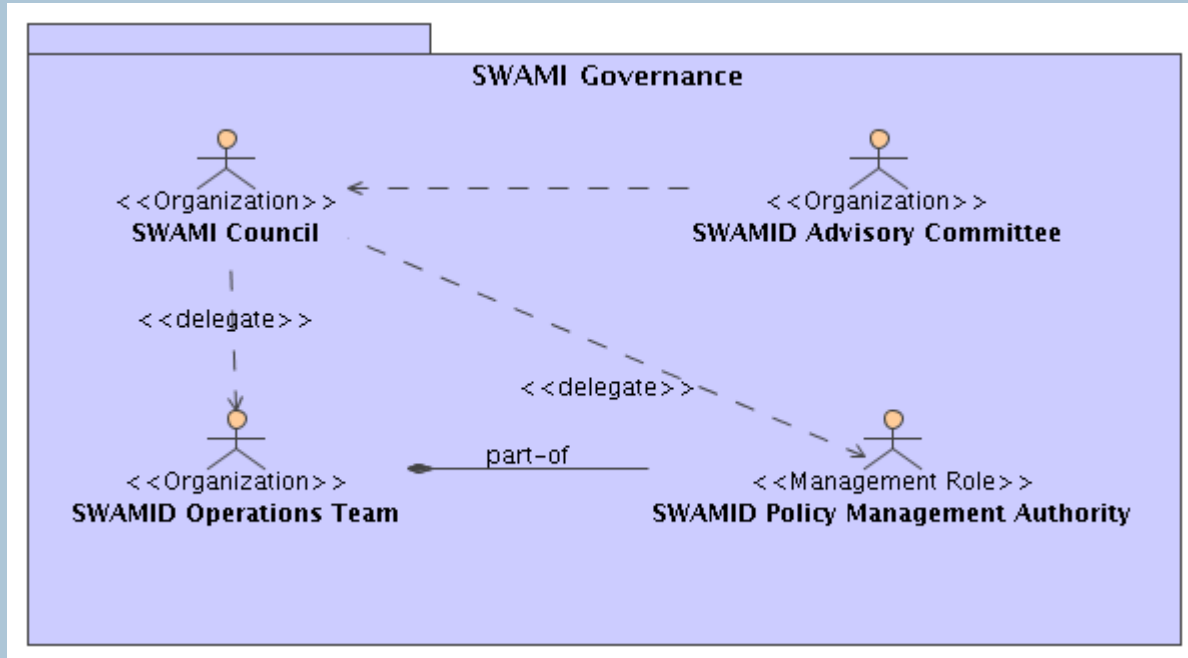 SWAMI Governance
< <Organization> >
SWAMI Council
< <Organization> >
SWAMID Advisory Committee
< <delegate> >
< <delegate> >
part-of
< <Organization> >
SWAMID Operations Team
< <Management Role> >
SWAMID Policy Management Authority